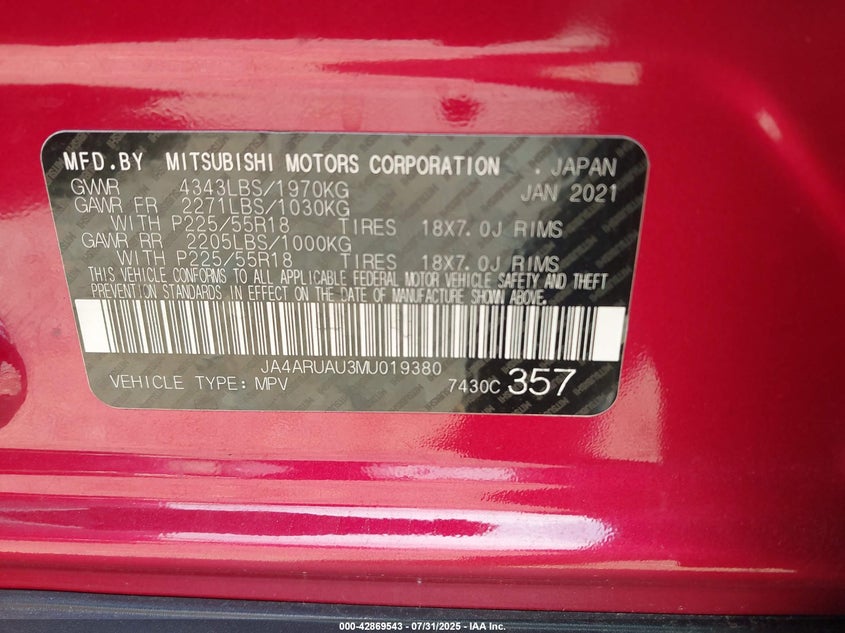 MFD.BY MITSUBISHI MOTORS CORPORATION . JAPAN
GVWR 4343LBS/1970KG JAN 2021
GAWR FR 2271LBS/1030KG
WITH P225/55R18 TIRES 18X7.0J RIMS
GAWR RR 2205LBS/1000KG
WITH P225/55R18 TIRES 18X7.0J RIMS
THIS VEHICLE CONFORMS TO ALL APPLICABLE FEDERAL MOTOR VEHICLE SAFETY AND THEFT
PREVENTION STANDARDS IN EFFECT ON THE DATE OF MANUFACTURE SHOWN ABOVE.
JA4ARUAU3MU019380
VEHICLE TYPE: MPV 7430C 357
000-42869543 - 07/31/2025 - IAA Inc.